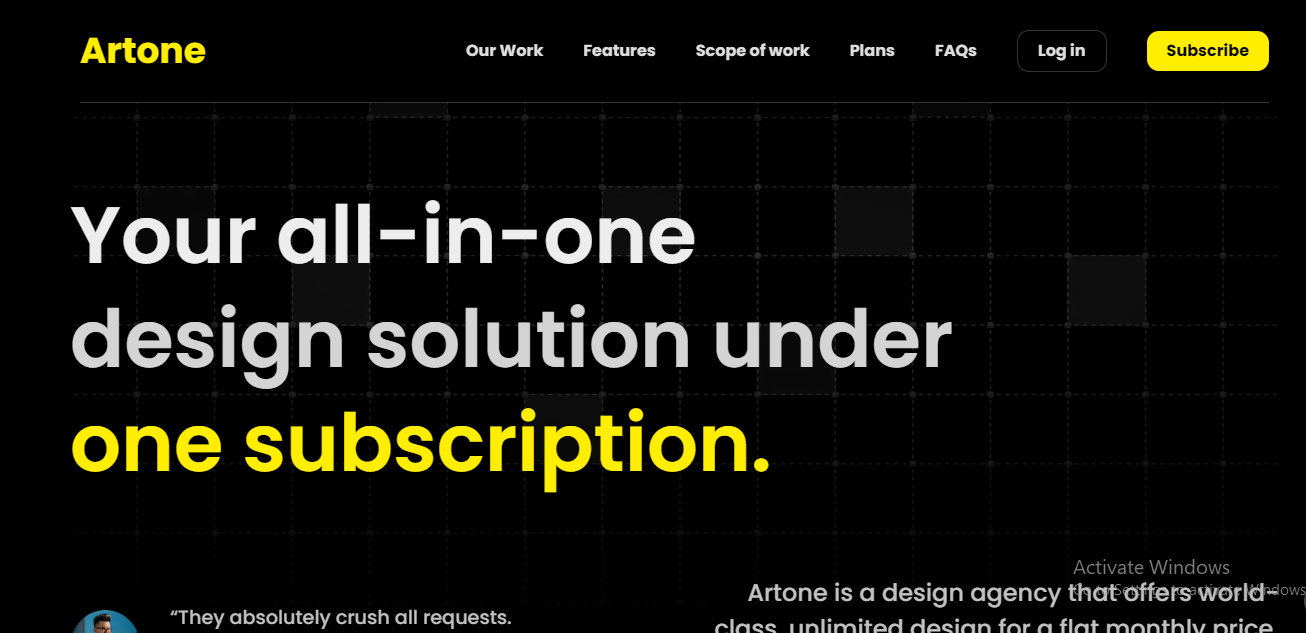 Artone
Our Work Features Scope of work Plans FAQs Log in Subscribe
Your all-in-one
design solution under
one subscription.
Activate Windows
Go to Settings to activate Windows
Artone is a design agency that offers world-
“They absolutely crush all requests.
class, unlimited design for a flat monthly price